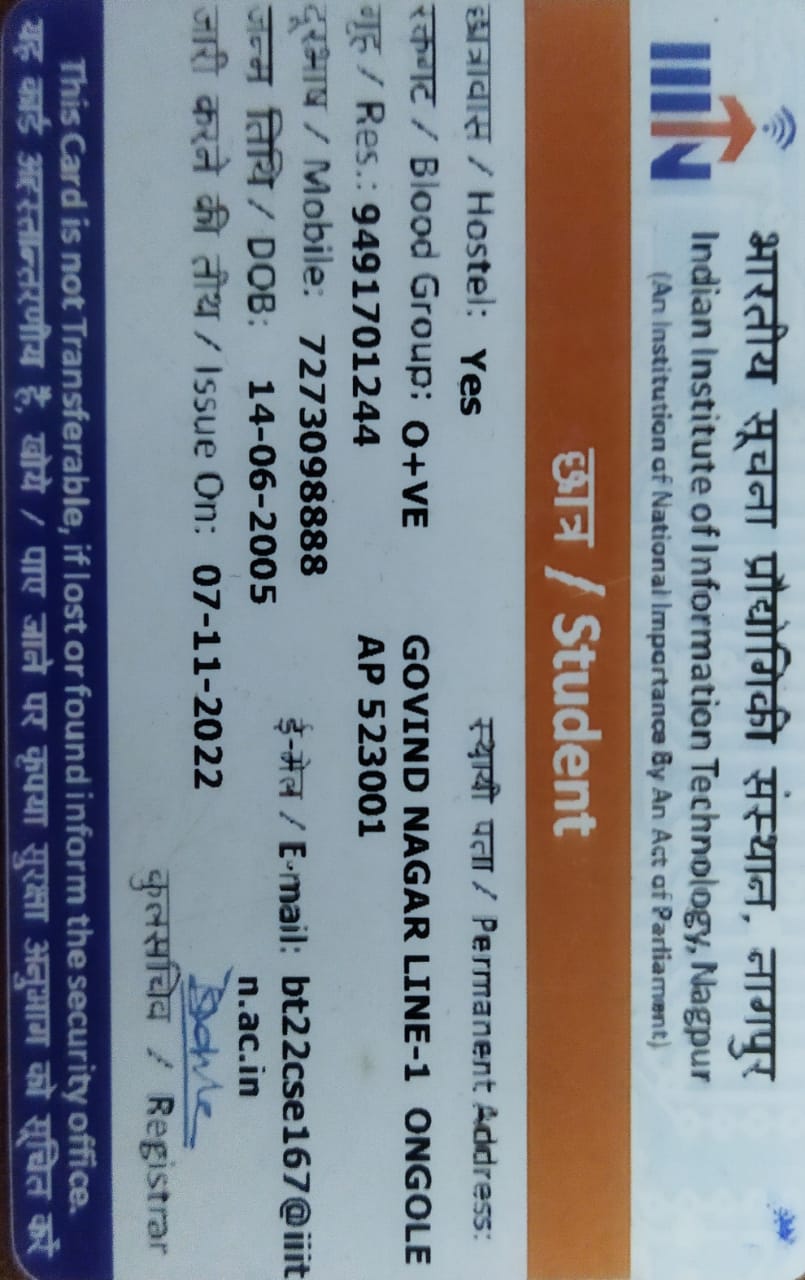 IIITN
भारतीय सूचना प्रौद्योगिकी संस्थान, नागपुर
Indian Institute of Information Technology, Nagpur
(An Institution of National Importance By An Act of Parliament)
छात्र / Student
छात्रावास / Hostel: Yes
रक्तगट / Blood Group: O+VE
गृह / Res.: 9491701244
दूरभाष / Mobile: 7273098888
जन्म तिथि / DOB: 14-06-2005
जारी करने की तीथ / Issue On: 07-11-2022
स्थायी पता / Permanent Address:
GOVIND NAGAR LINE-1 ONGOLE
AP 523001
ई-मेल / E-mail: bt22cse167@iiit
n.ac.in
कुलसचिव / Registrar
This Card is not Transferable, if lost or found inform the security office.
यह कार्ड अहस्तान्तरणीय है, खोये / पाए जाने पर कृपया सुरक्षा अनुभाग को सूचित करें